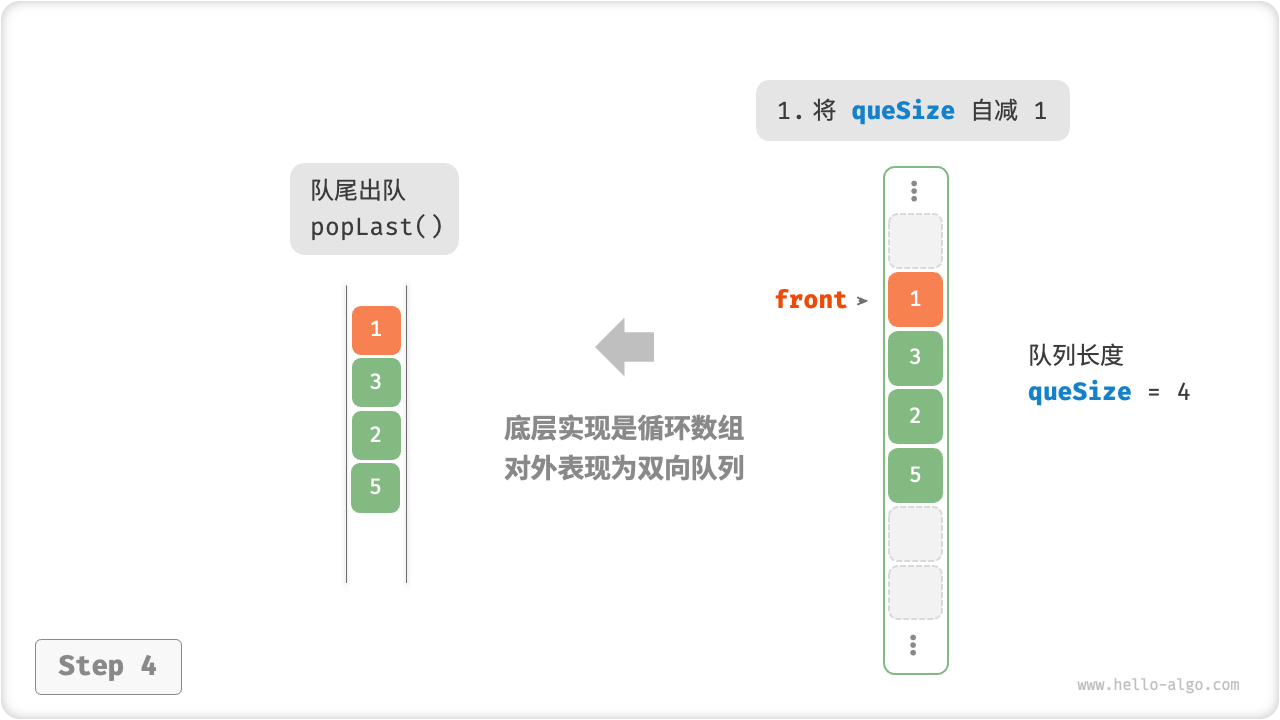 1. 将 queSize 自减 1
队尾出队
popLast()
1
3
2
5
底层实现是循环数组
对外表现为双向队列
front
1
3
2
5
队列长度
queSize = 4
Step 4
www.hello-algo.com